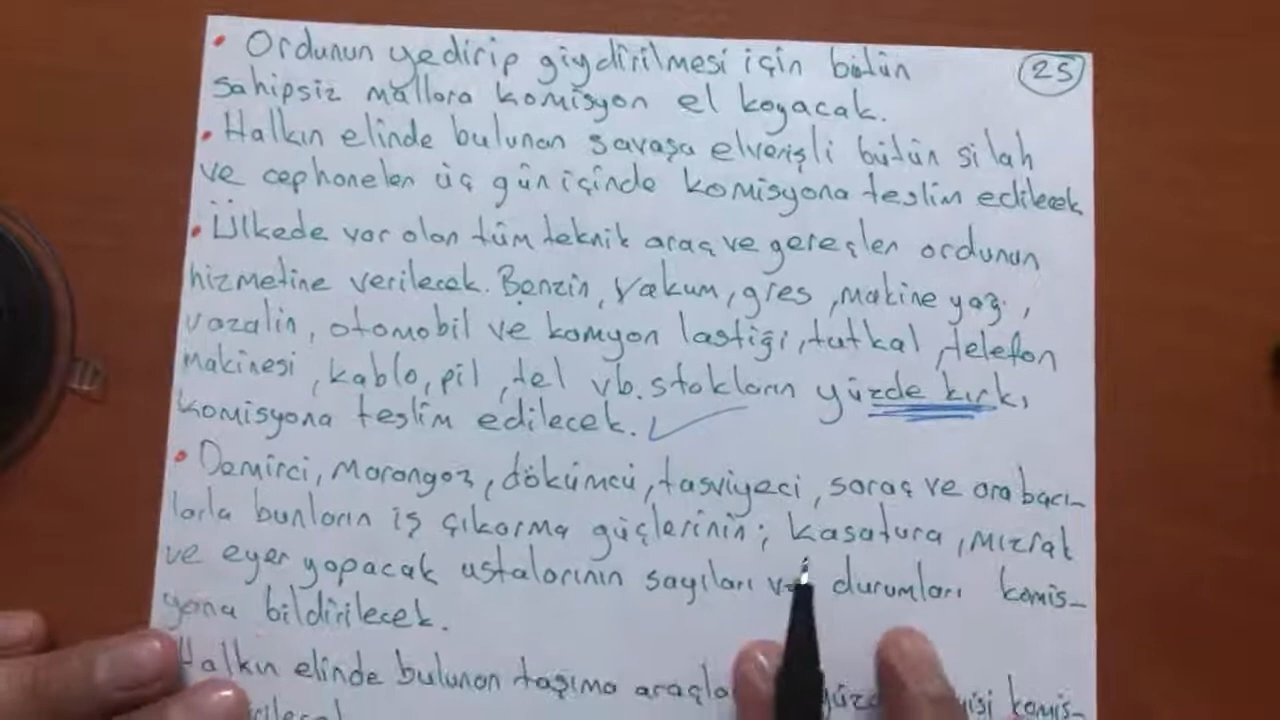 • Ordunun yedirip giydirilmesi için bütün
25
sahipsiz mallara komisyon el koyacak.
• Halkın elinde bulunan savaşa elverişli bütün silah
ve cephaneler üç gün içinde komisyona teslim edilecek
• Ülkede var olan tüm teknik araç ve gereçler ordunun
hizmetine verilecek. Benzin, vakum, gres, makine yağı,
vazalin, otomobil ve kamyon lastiği, tutkal, telefon
makinesi, kablo, pil, tel vb. stokların yüzde kırkı
komisyona teslim edilecek.
• Demirci, Marangoz, dökümcü, tasviyeci, saraç ve arabacı-
larla bunların iş çıkarma güçlerinin; kasatura, mızrak
ve eyer yapacak ustalarının sayıları ve durumları komis-
yona bildirilecek.
Halkın elinde bulunan taşıma komis-